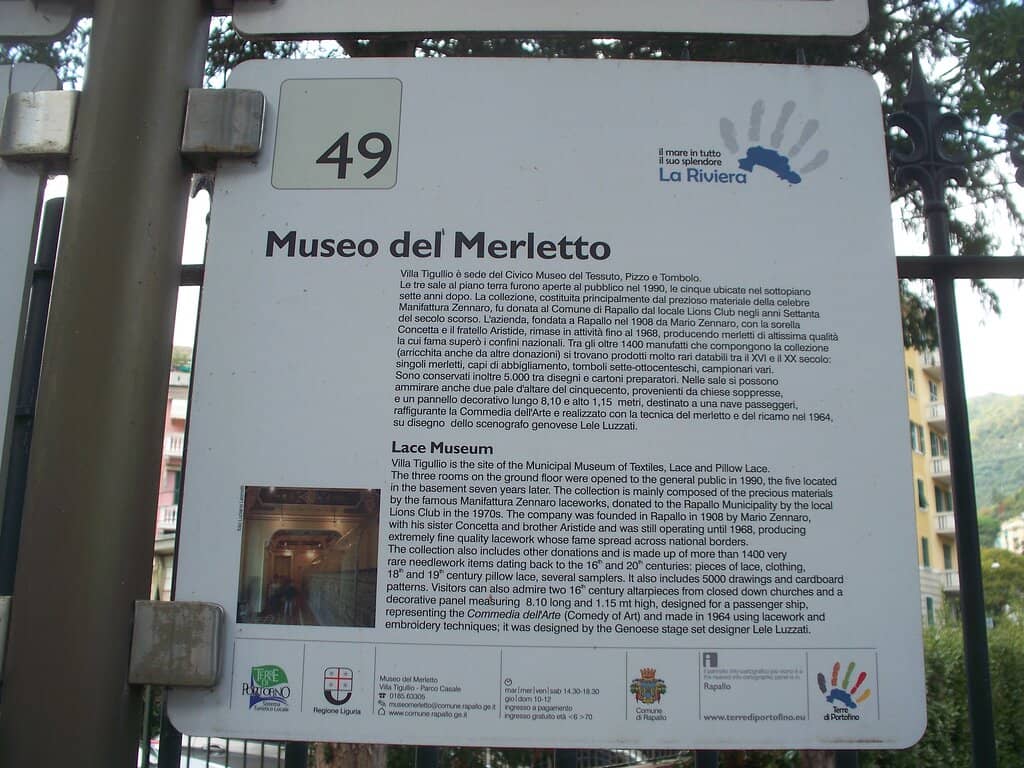 49
il mare in tutto
il suo splendore
La Riviera
Museo del Merletto
Villa Tigullio è sede del Civico Museo del Tessuto, Pizzo e Tombolo.
Le tre sale al piano terra furono aperte al pubblico nel 1990, le cinque ubicate nel sottopiano
sette anni dopo. La collezione, costituita principalmente dal prezioso materiale della celebre
Manifattura Zennaro, fu donata al Comune di Rapallo dal locale Lions Club negli anni Settanta
del secolo scorso. L'azienda, fondata a Rapallo nel 1908 da Mario Zennaro, con la sorella
Concetta e il fratello Aristide, rimase in attività fino al 1968, producendo merletti di altissima qualità
la cui fama superò i confini nazionali. Tra gli oltre 1400 manufatti che compongono la collezione
(arricchita anche da altre donazioni) si trovano prodotti molto rari databili tra il XVI e il XX secolo:
singoli merletti, capi di abbigliamento, tomboli sette-ottocenteschi, campionari vari.
Sono conservati inoltre 5.000 tra disegni e cartoni preparatori. Nelle sale si possono
ammirare anche due pale d'altare del cinquecento, provenienti da chiese soppresse,
e un pannello decorativo lungo 8,10 e alto 1,15 metri, destinato a una nave passeggeri,
raffigurante la Commedia dell'Arte e realizzato con la tecnica del merletto e del ricamo nel 1964,
su disegno dello scenografo genovese Lele Luzzati.
Lace Museum
Villa Tigullio is the site of the Municipal Museum of Textiles, Lace and Pillow Lace.
The three rooms on the ground floor were opened to the general public in 1990, the five located
in the basement seven years later. The collection is mainly composed of the precious materials
by the famous Manifattura Zennaro laceworks, donated to the Rapallo Municipality by the local
Lions Club in the 1970s. The company was founded in Rapallo in 1908 by Mario Zennaro,
with his sister Concetta and brother Aristide and was still operating until 1968, producing
extremely fine quality lacework whose fame spread across national borders.
The collection also includes other donations and is made up of more than 1400 very
rare needlework items dating back to the 16th and 20th centuries: pieces of lace, clothing,
18th and 19th century pillow lace, several samplers. It also includes 5000 drawings and cardboard
patterns. Visitors can also admire two 16th century altarpieces from closed down churches and a
decorative panel measuring 8.10 long and 1.15 mt high, designed for a passenger ship,
representing the Commedia dell'Arte (Comedy of Art) and made in 1964 using lacework and
embroidery techniques; it was designed by the Genoese stage set designer Lele Luzzati.
TERRE
DI
PORTOFINO
Sistema
Turistico Locale
Regione Liguria
Museo del Merletto
Villa Tigullio - Parco Casale
0185.63305
museomerletto@comune.rapallo.ge.it
www.comune.rapallo.ge.it
mar|mer|ven|sab 14.30-18.30
gio|dom 10-12
ingresso a pagamento
ingresso gratuito età <6 >70
Comune
di Rapallo
i
Rapallo
www.terrediportofino.eu
Terre
di Portofino